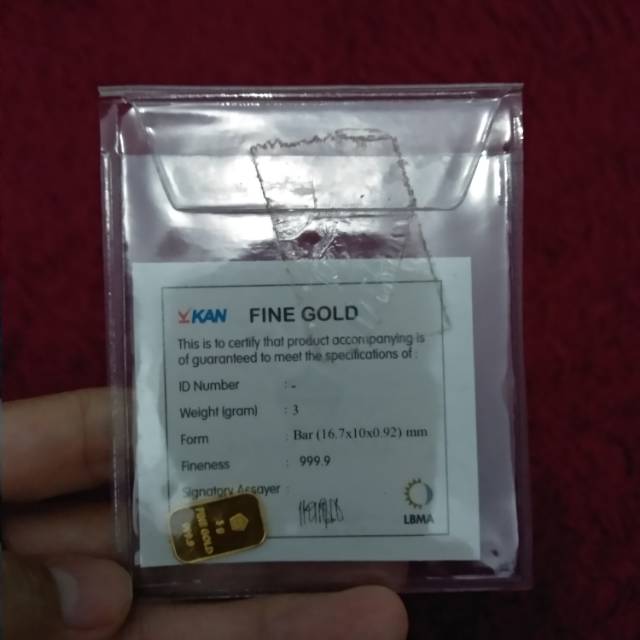 KAN FINE GOLD
This is to certify that product accompanying is
of guaranteed to meet the specifications of :
ID Number : -
Weight (gram) : 3
Form : Bar (16.7x10x0.92) mm
Fineness : 999.9
Signatory Assayer :
LBMA
FINE GOLD